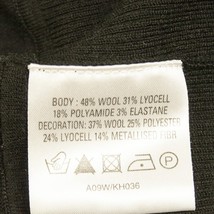 BODY : 48% WOOL 31% LYOCELL
18% POLYAMIDE 3% ELASTANE
DECORATION: 37% WOOL 25% POLYESTER
24% LYOCELL 14% METALLISED FIBR
A09W/KH036